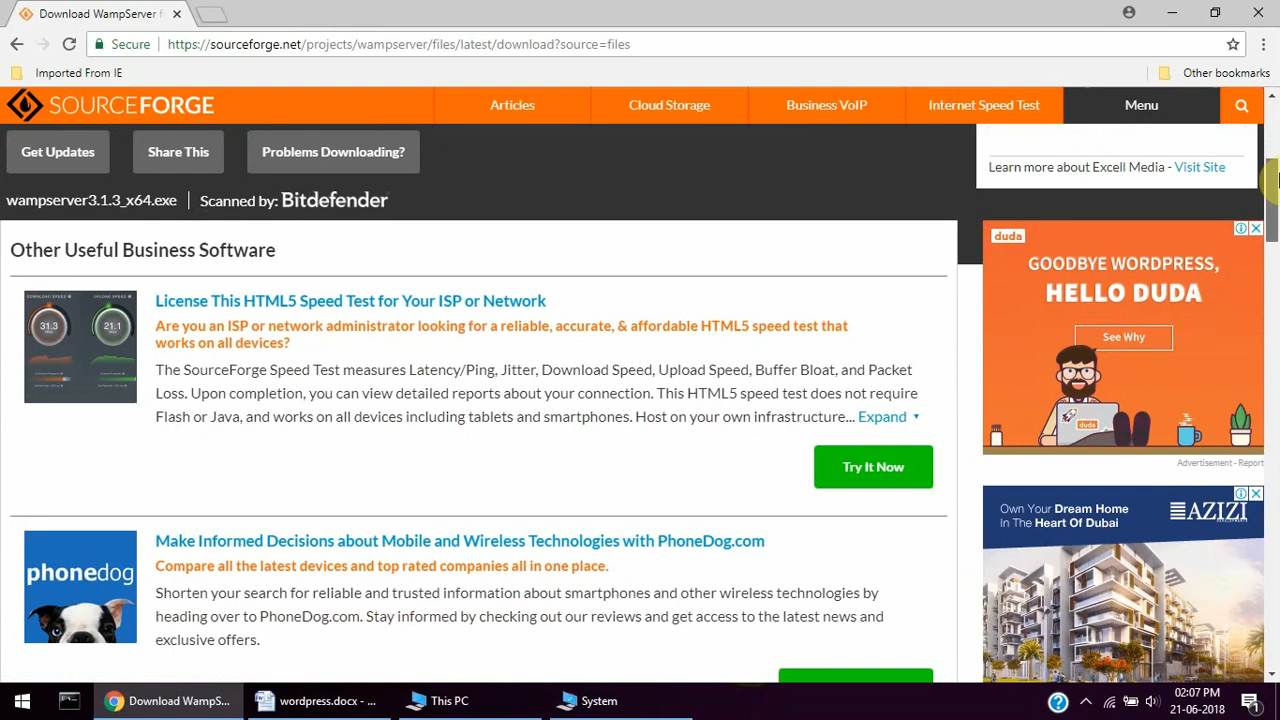 Download WampServer f
Secure
https://sourceforge.net/projects/wampserver/files/latest/download?source=files
Imported From IE
Other bookmarks
SOURCEFORGE
Articles
Cloud Storage
Business VoIP
Internet Speed Test
Menu
Get Updates
Share This
Problems Downloading?
Learn more about Excell Media - Visit Site
wampserver3.1.3_x64.exe
Scanned by: Bitdefender
Other Useful Business Software
License This HTML5 Speed Test for Your ISP or Network
Are you an ISP or network administrator looking for a reliable, accurate, & affordable HTML5 speed test that
works on all devices?
The SourceForge Speed Test measures Latency/Ping, Jitter, Download Speed, Upload Speed, Buffer Bloat, and Packet
Loss. Upon completion, you can view detailed reports about your connection. This HTML5 speed test does not require
Flash or Java, and works on all devices including tablets and smartphones. Host on your own infrastructure... Expand
Try It Now
DOWNLOAD SPEED
UPLOAD SPEED
31.3
21.1
Make Informed Decisions about Mobile and Wireless Technologies with PhoneDog.com
Compare all the latest devices and top rated companies all in one place.
Shorten your search for reliable and trusted information about smartphones and other wireless technologies by
heading over to PhoneDog.com. Stay informed by checking out our reviews and get access to the latest news and
exclusive offers.
phonedog
duda
GOODBYE WORDPRESS,
HELLO DUDA
See Why
duda
Advertisement - Report
Own Your Dream Home
In The Heart Of Dubai
AZIZI
Download WampS...
wordpress.docx - ...
This PC
System
02:07 PM
21-06-2018
1